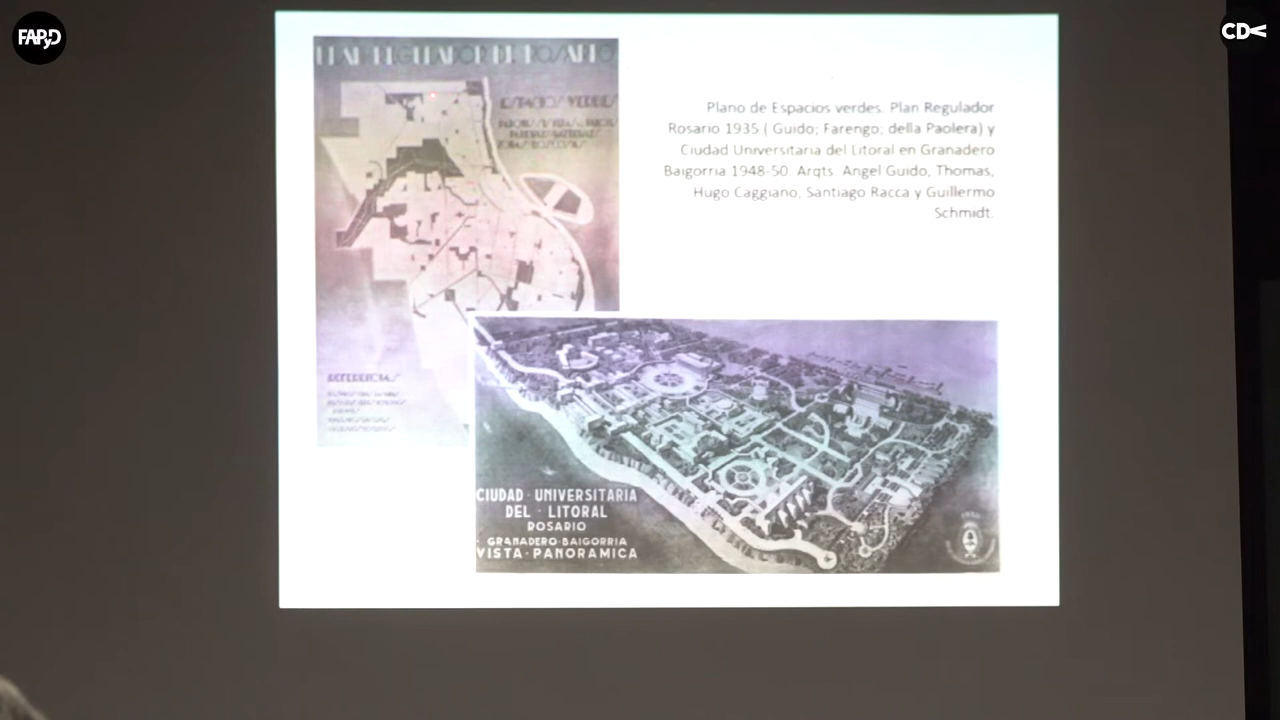 FAPyD
CDV
PLAN REGULADOR DE ROSARIO
ESPACIOS VERDES
Plano de Espacios verdes. Plan Regulador
Rosario 1935 ( Guido; Farengo; della Paolera) y
Ciudad Universitaria del Litoral en Granadero
Baigorria 1948-50. Arqts. Angel Guido, Thomas,
Hugo Caggiano, Santiago Racca y Guillermo
Schmidt.
REFERENCIAS
CIUDAD · UNIVERSITARIA
DEL · LITORAL
ROSARIO
GRANADERO · BAIGORRIA
VISTA · PANORAMICA